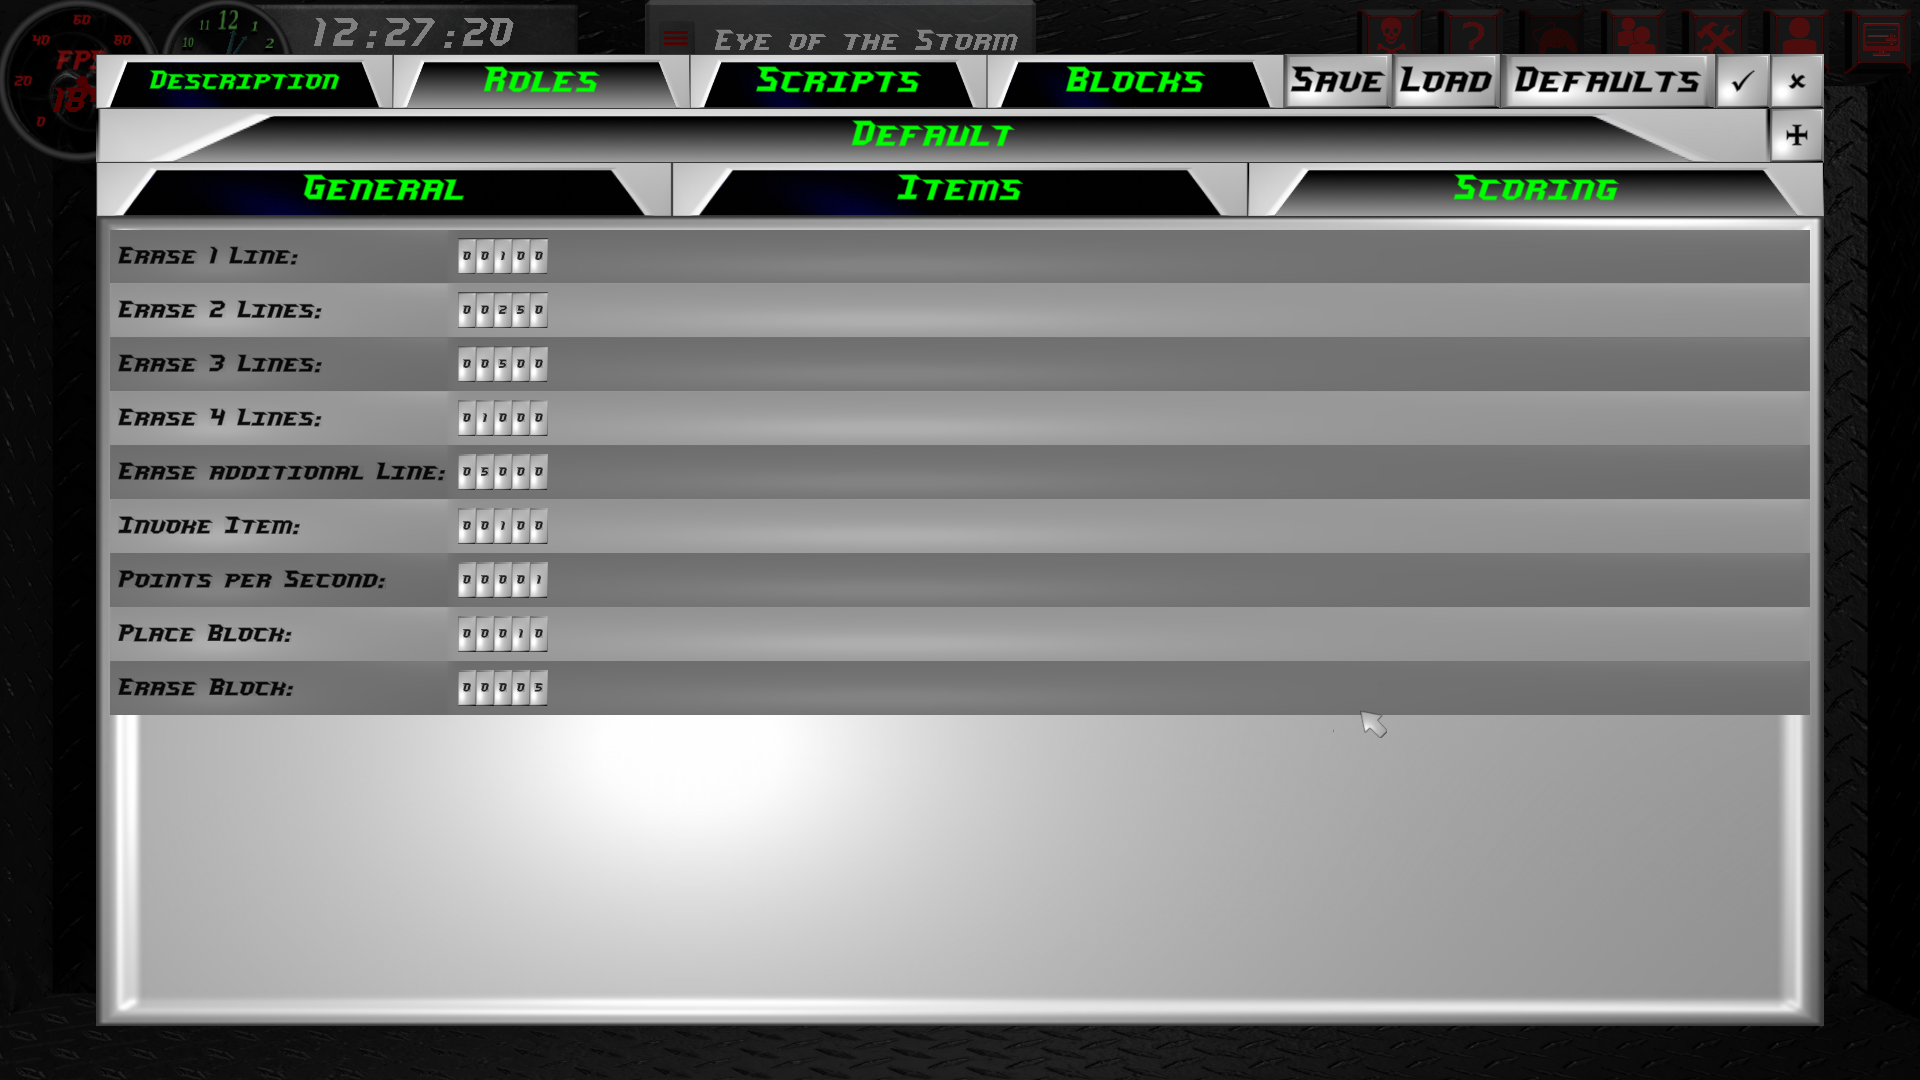 60
40 80
FPS
20
18
0
11 12 1
10 2
12:27:20
Eye of the Storm
Description Roles Scripts Blocks Save Load Defaults ✓ ×
Default
General Items Scoring
Erase 1 Line: 00100
Erase 2 Lines: 00250
Erase 3 Lines: 00500
Erase 4 Lines: 01000
Erase additional Line: 05000
Invoke Item: 00100
Points per Second: 00001
Place Block: 00010
Erase Block: 00005